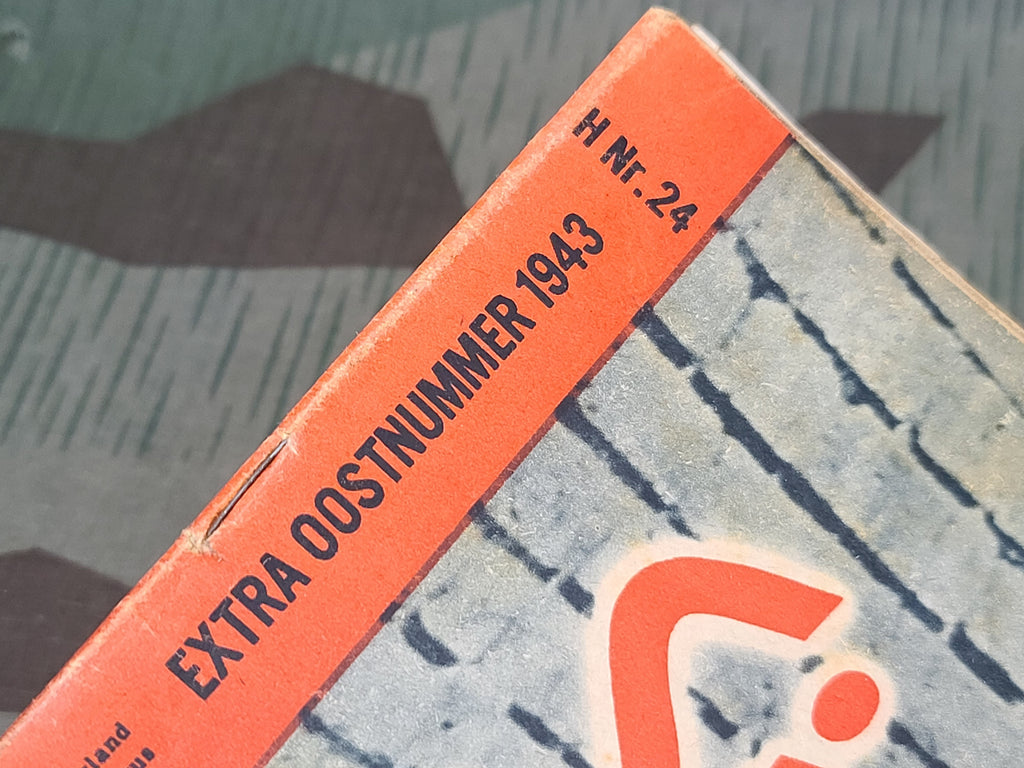 H Nr. 24
EXTRA OOSTNUMMER 1943